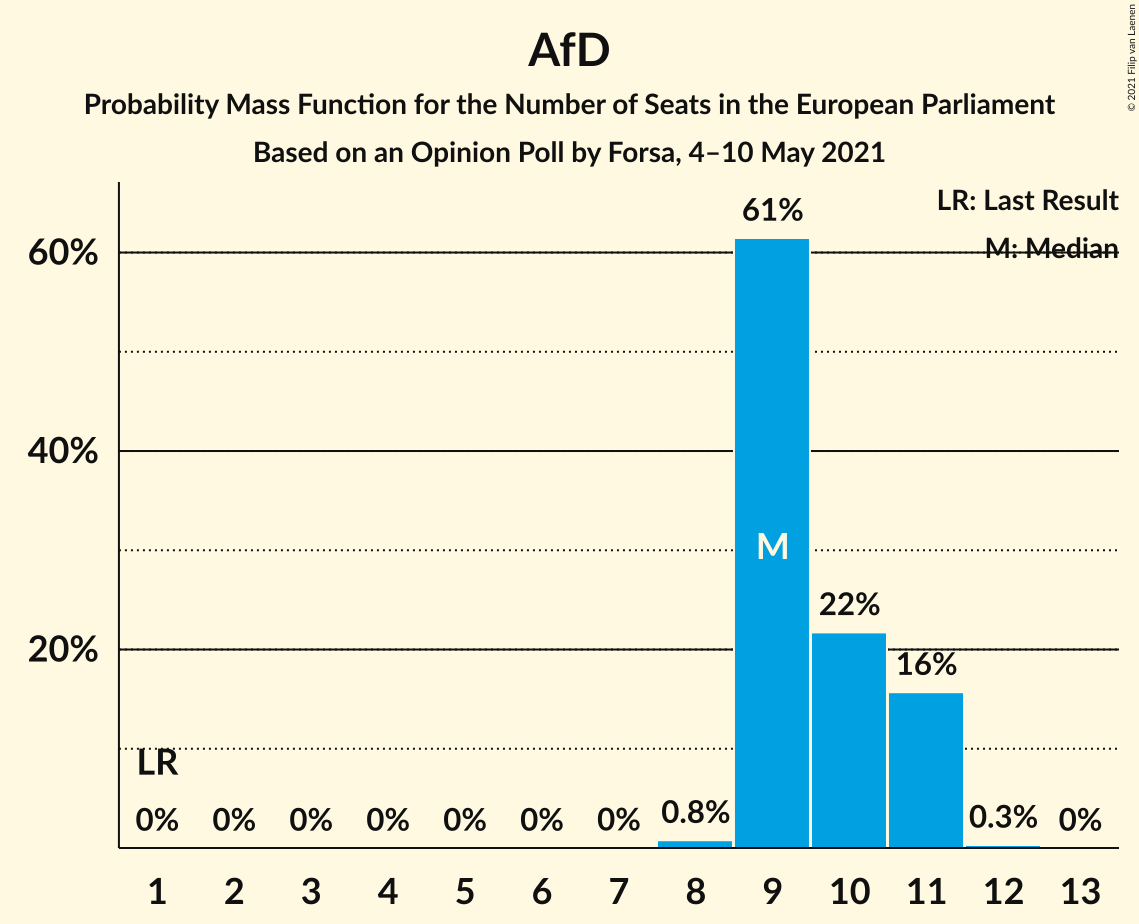 AfD
Probability Mass Function for the Number of Seats in the European Parliament
Based on an Opinion Poll by Forsa, 4–10 May 2021
© 2021 Filip van Laenen
LR: Last Result
M: Median
61%
60%
40%
M
22%
20%
16%
LR
0% 0% 0% 0% 0% 0% 0% 0.8% 0.3% 0%
1 2 3 4 5 6 7 8 9 10 11 12 13